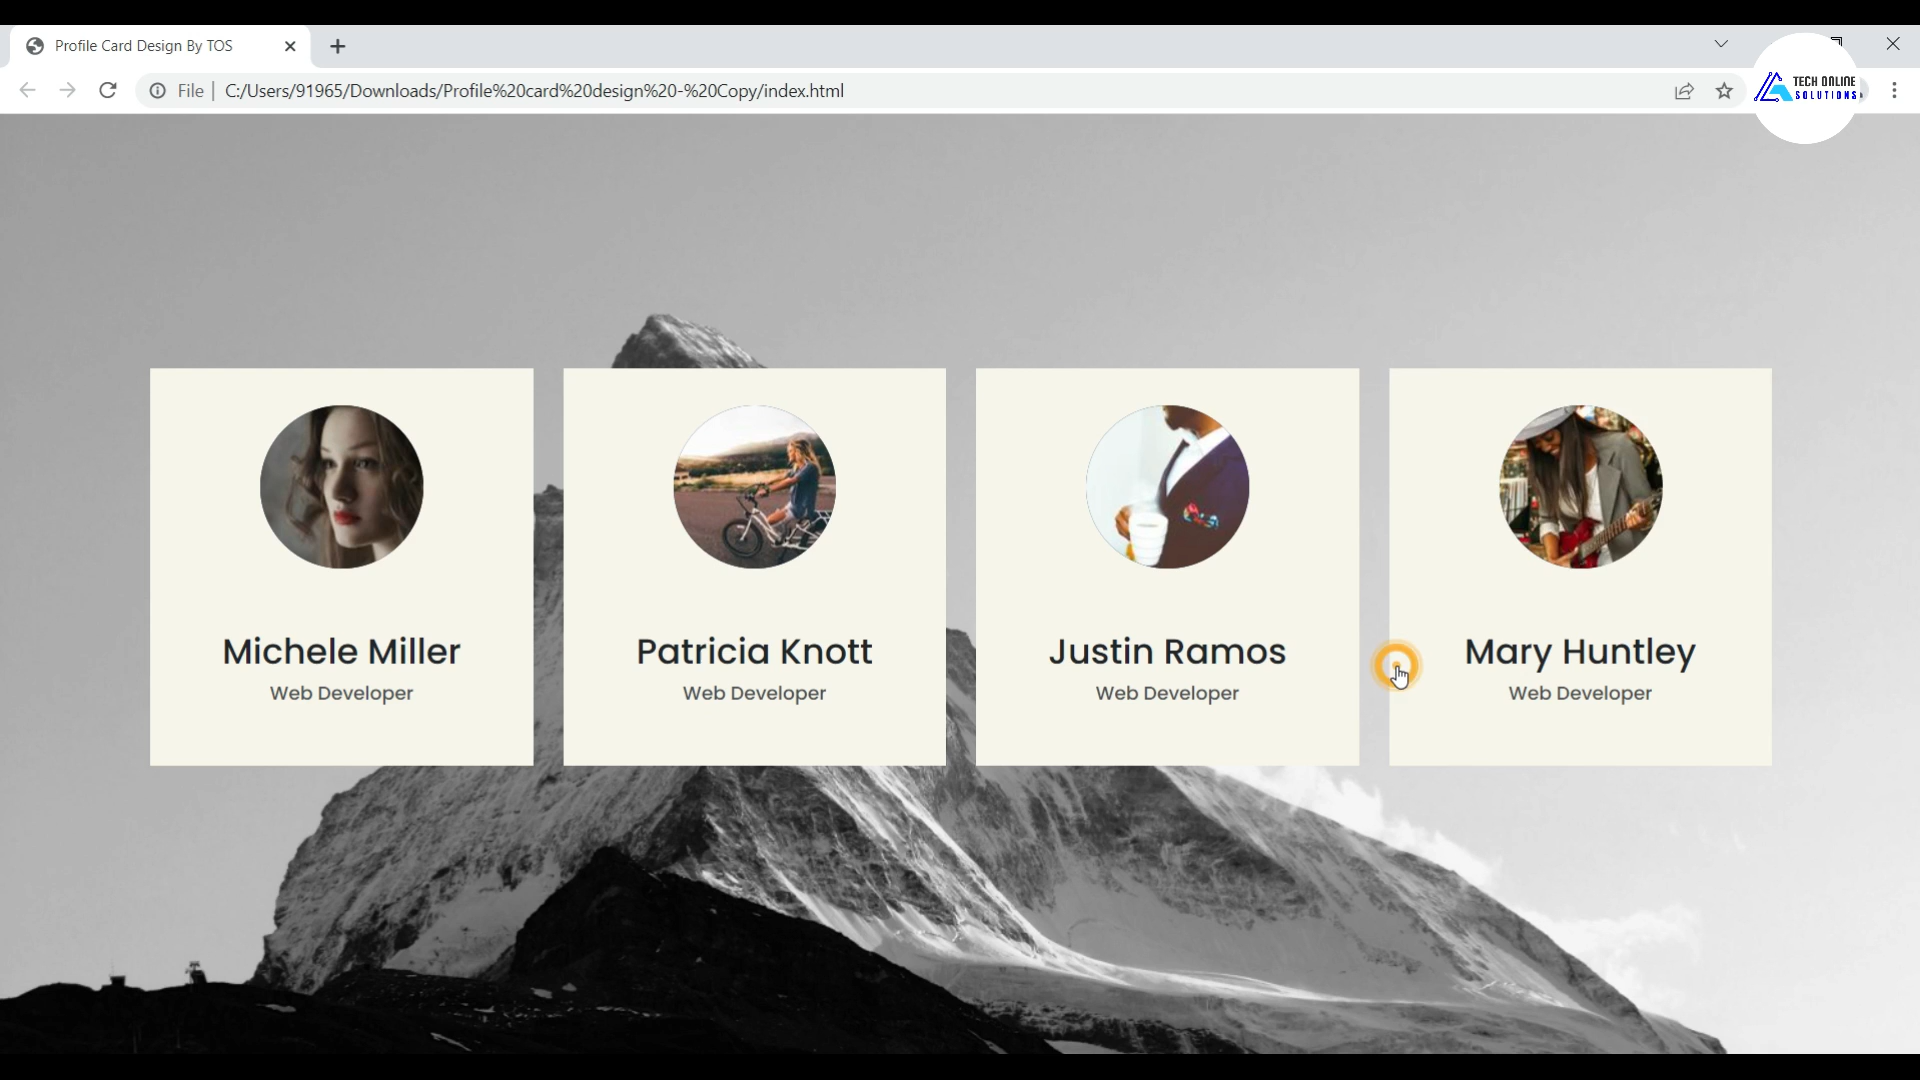 Profile Card Design By TOS
File
C:/Users/91965/Downloads/Profile%20card%20design%20-%20Copy/index.html
TECH ONLINE
SOLUTIONS
Michele Miller
Web Developer
Patricia Knott
Web Developer
Justin Ramos
Web Developer
Mary Huntley
Web Developer